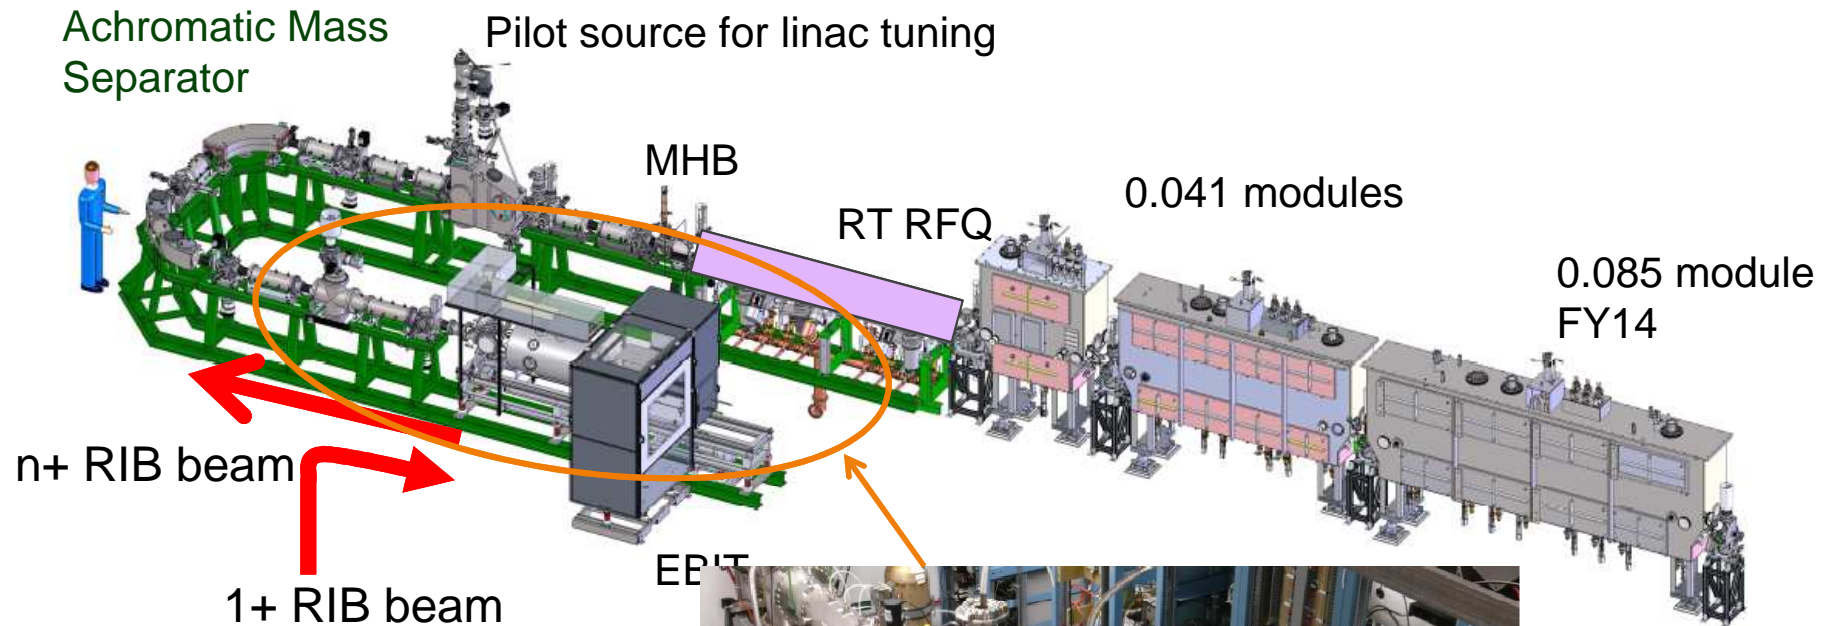 Achromatic Mass
Separator
Pilot source for linac tuning
MHB
RT RFQ
0.041 modules
0.085 module
FY14
n+ RIB beam
EBIT
1+ RIB beam